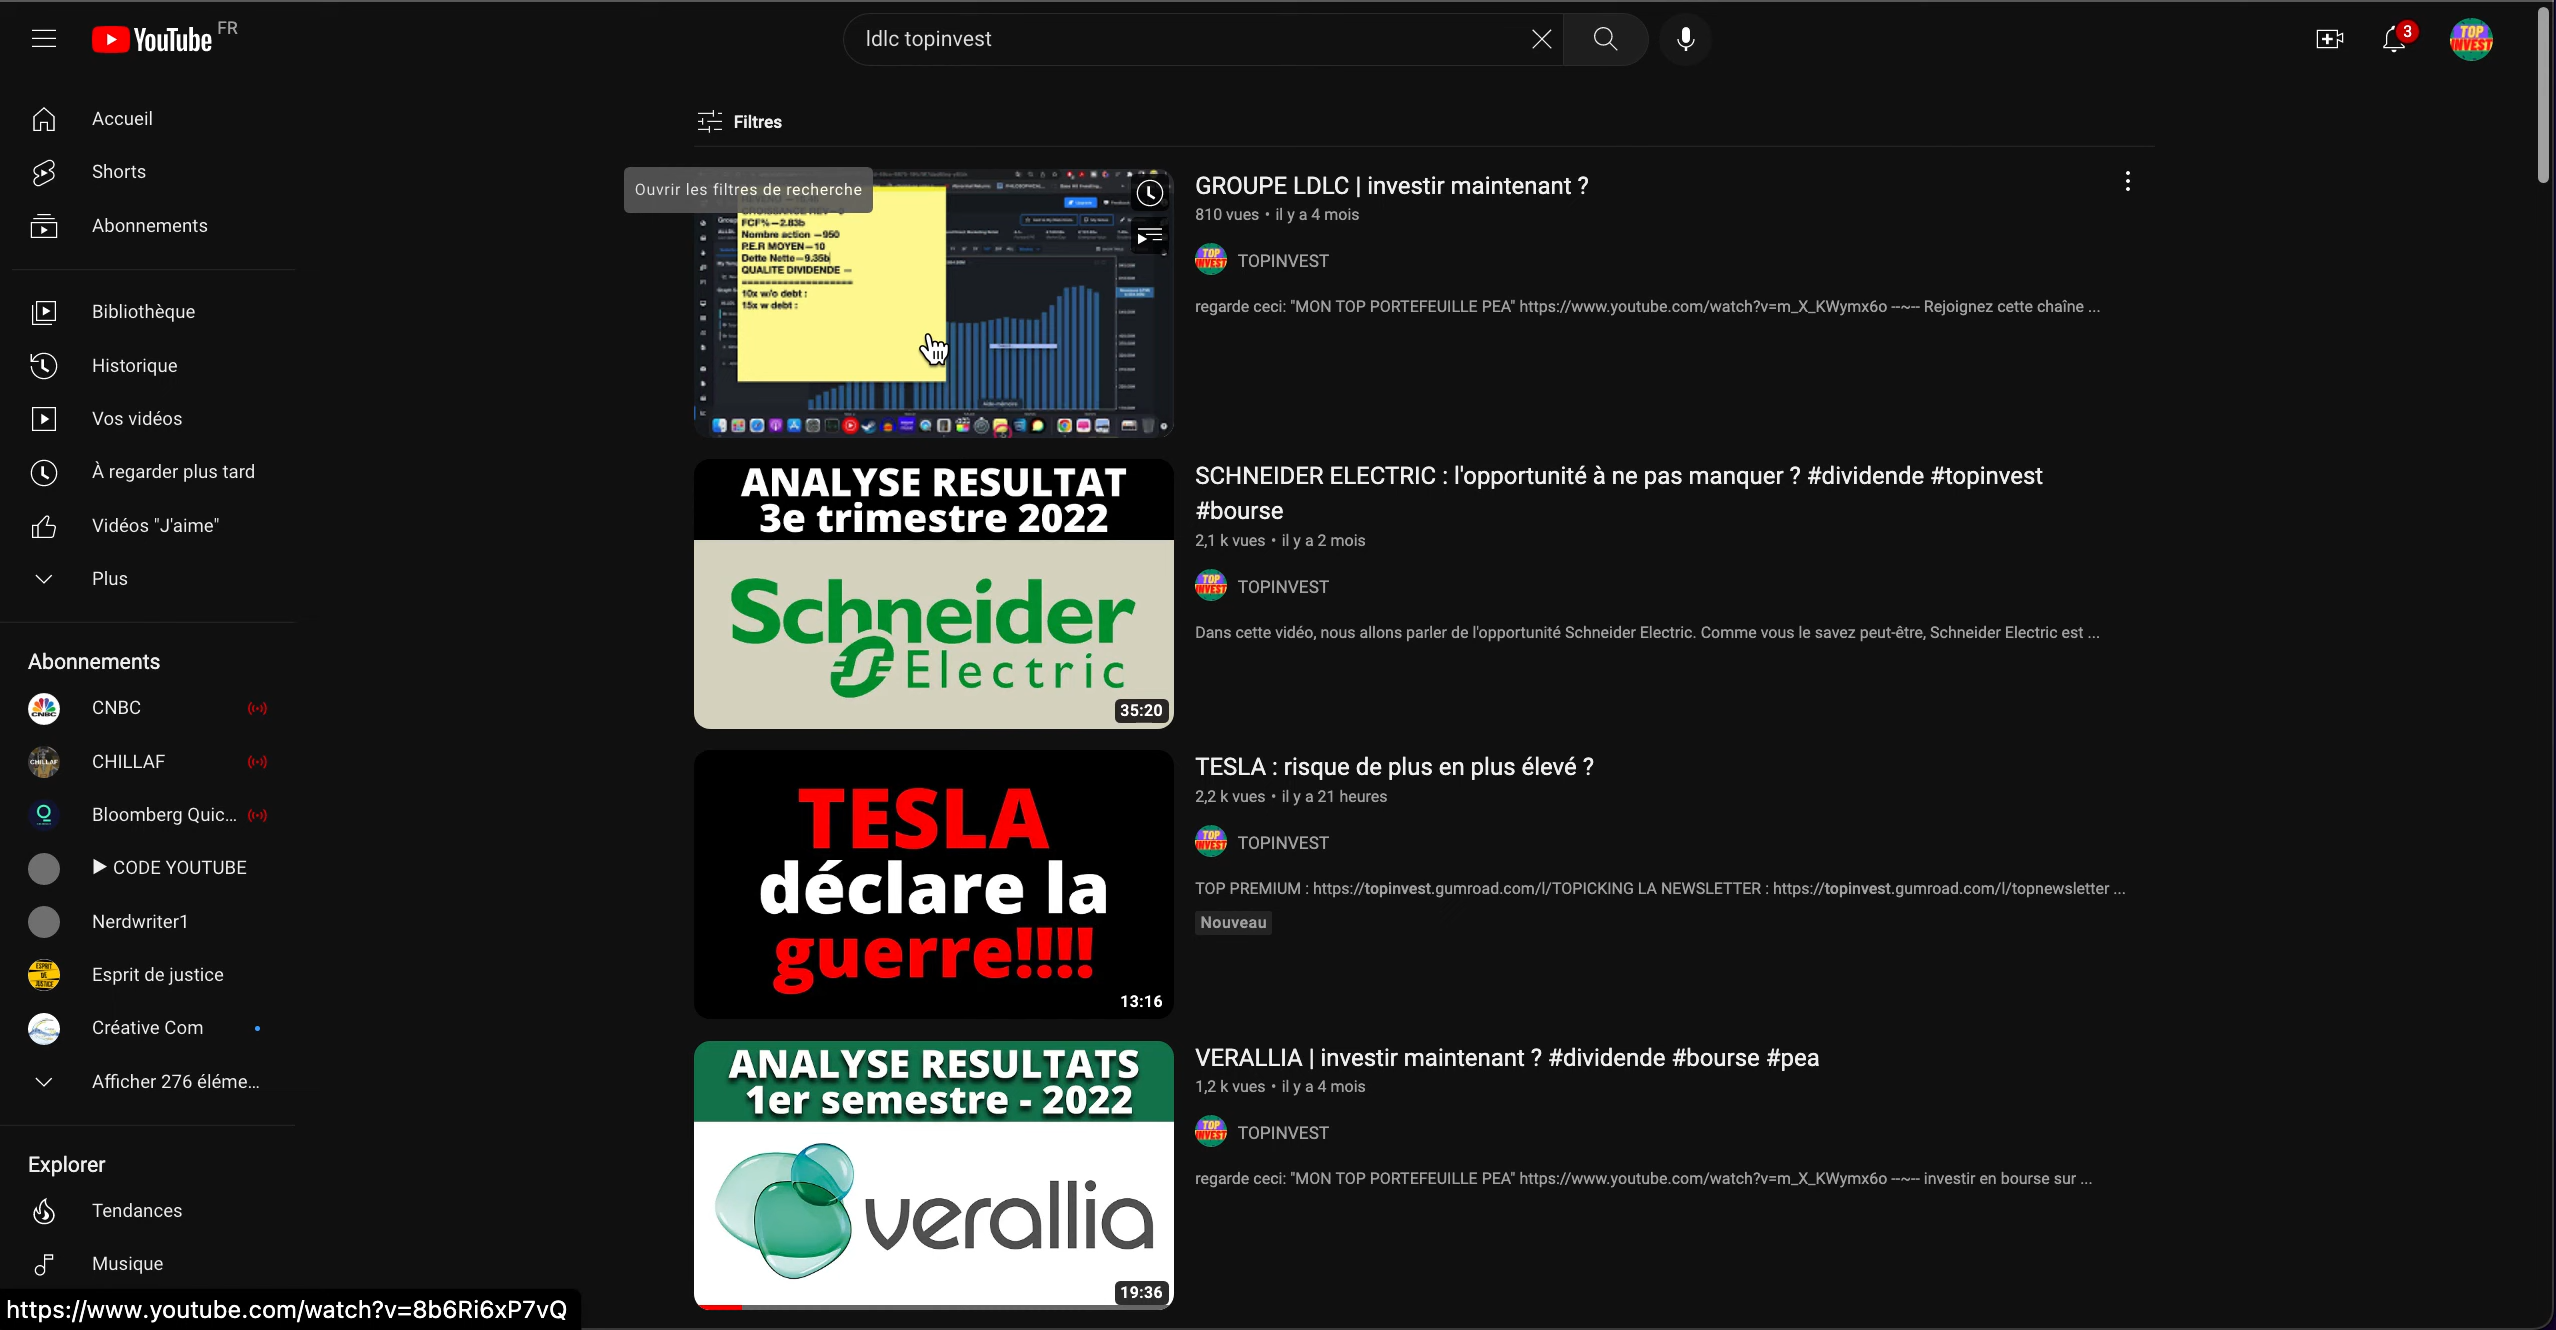 YouTube FR
ldlc topinvest
3
TOP INVEST
Accueil
Shorts
Abonnements
Bibliothèque
Historique
Vos vidéos
À regarder plus tard
Vidéos "J'aime"
Plus
Abonnements
CNBC
CHILLAF
Bloomberg Quic...
▶ CODE YOUTUBE
Nerdwriter1
Esprit de justice
Créative Com
Afficher 276 éléme...
Explorer
Tendances
Musique
https://www.youtube.com/watch?v=8b6Ri6xP7vQ
Filtres
Ouvrir les filtres de recherche
FCF%—2.83b
Nombre action —950
P.E.R MOYEN—10
Dette Nette—9.35b
QUALITE DIVIDENDE —
10x w/o debt :
15x w debt :
GROUPE LDLC | investir maintenant ?
810 vues • il y a 4 mois
TOPINVEST
regarde ceci: "MON TOP PORTEFEUILLE PEA" https://www.youtube.com/watch?v=m_X_KWymx6o --~-- Rejoignez cette chaîne ...
ANALYSE RESULTAT
3e trimestre 2022
Schneider
Electric
35:20
SCHNEIDER ELECTRIC : l'opportunité à ne pas manquer ? #dividende #topinvest
#bourse
2,1 k vues • il y a 2 mois
TOPINVEST
Dans cette vidéo, nous allons parler de l'opportunité Schneider Electric. Comme vous le savez peut-être, Schneider Electric est ...
TESLA
déclare la
guerre!!!!
13:16
TESLA : risque de plus en plus élevé ?
2,2 k vues • il y a 21 heures
TOPINVEST
TOP PREMIUM : https://topinvest.gumroad.com/l/TOPICKING LA NEWSLETTER : https://topinvest.gumroad.com/l/topnewsletter ...
Nouveau
ANALYSE RESULTATS
1er semestre - 2022
verallia
19:36
VERALLIA | investir maintenant ? #dividende #bourse #pea
1,2 k vues • il y a 4 mois
TOPINVEST
regarde ceci: "MON TOP PORTEFEUILLE PEA" https://www.youtube.com/watch?v=m_X_KWymx6o --~-- investir en bourse sur ...